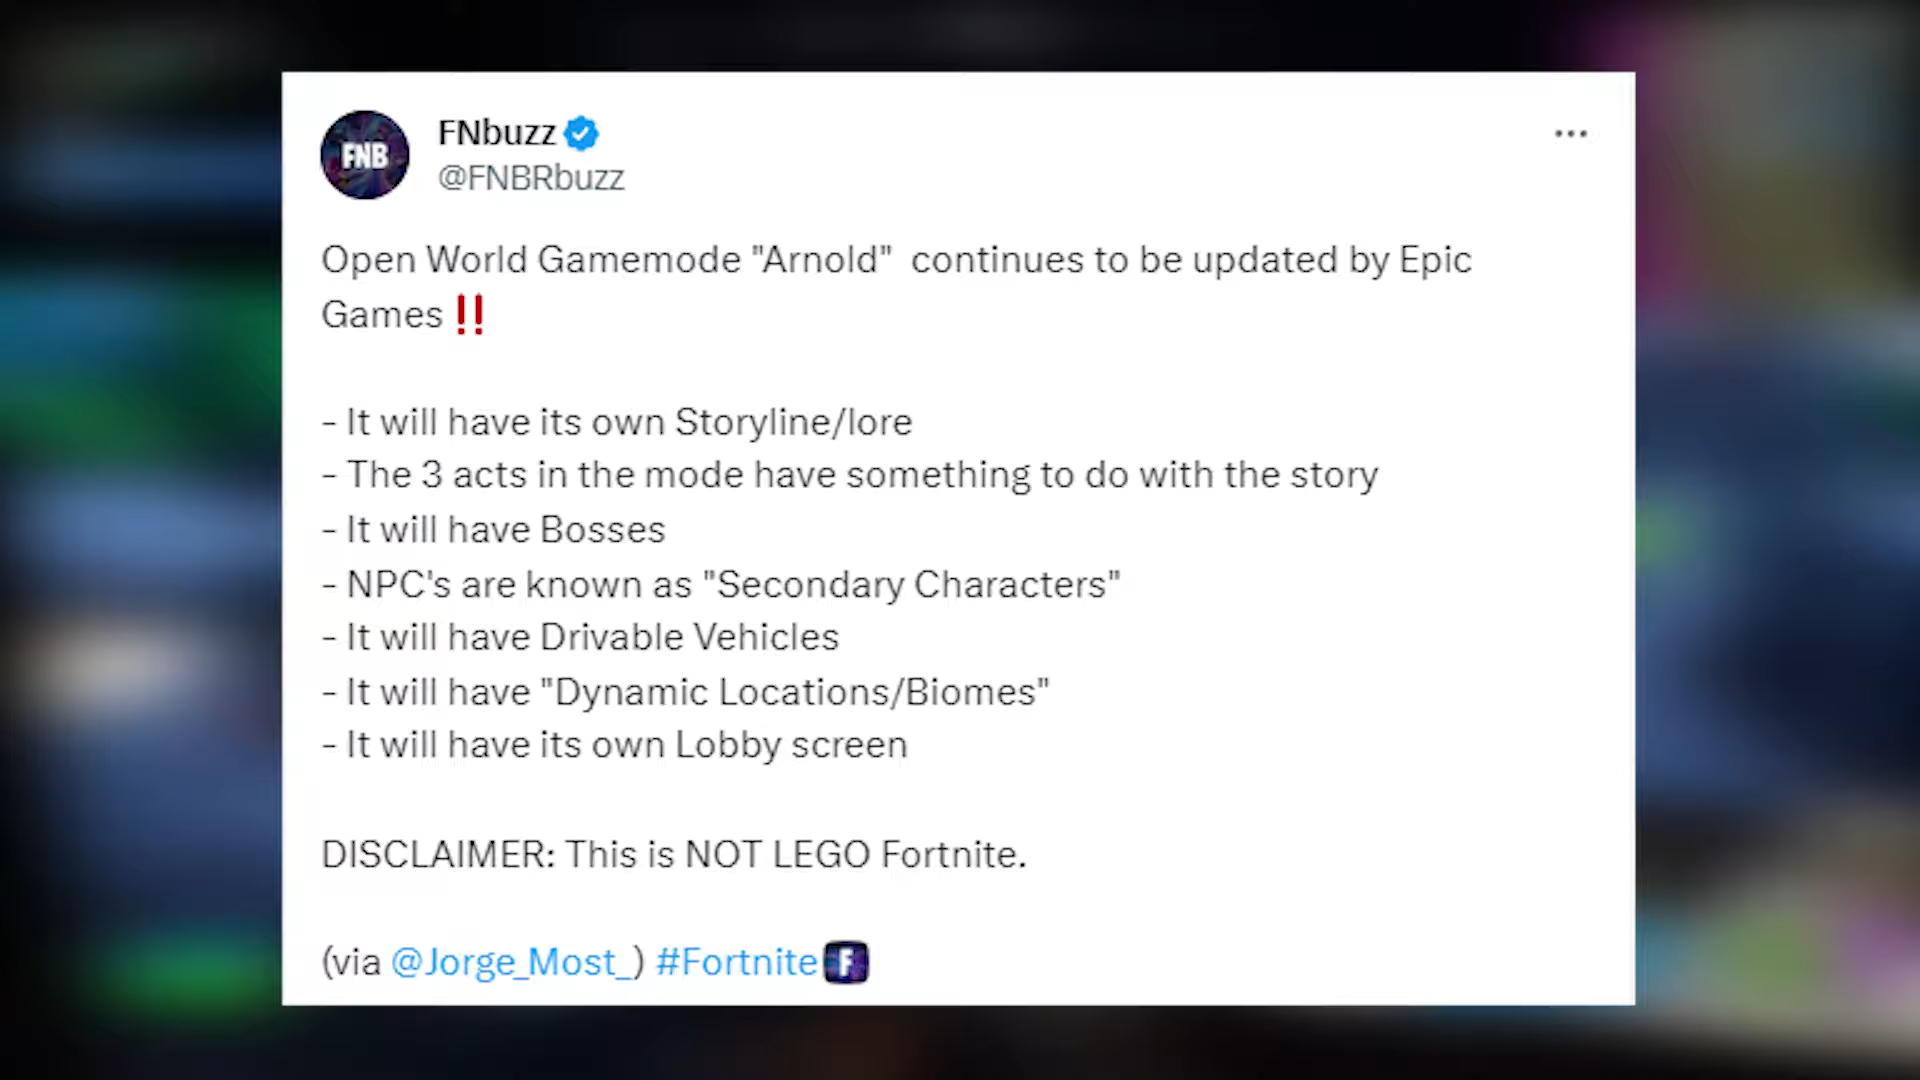 FNB
FNbuzz
@FNBRbuzz
Open World Gamemode "Arnold"  continues to be updated by Epic
Games ‼️
- It will have its own Storyline/lore
- The 3 acts in the mode have something to do with the story
- It will have Bosses
- NPC's are known as "Secondary Characters"
- It will have Drivable Vehicles
- It will have "Dynamic Locations/Biomes"
- It will have its own Lobby screen
DISCLAIMER: This is NOT LEGO Fortnite.
(via @Jorge_Most_) #Fortnite F